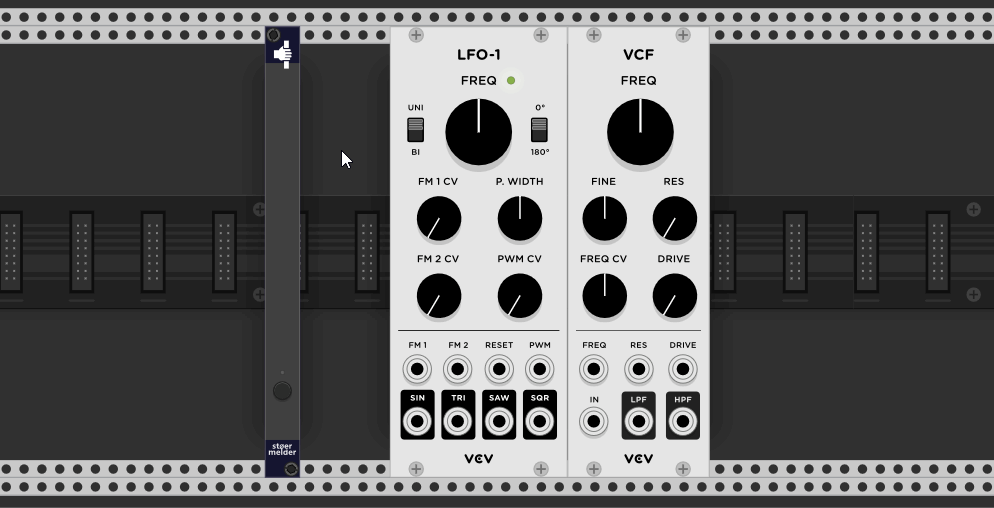 LFO-1
FREQ
UNI
0°
BI
180°
FM 1 CV
P. WIDTH
FM 2 CV
PWM CV
FM 1
FM 2
RESET
PWM
SIN
TRI
SAW
SQR
VCV
VCF
FREQ
FINE
RES
FREQ CV
DRIVE
FREQ
RES
DRIVE
IN
LPF
HPF
VCV
støer
melder